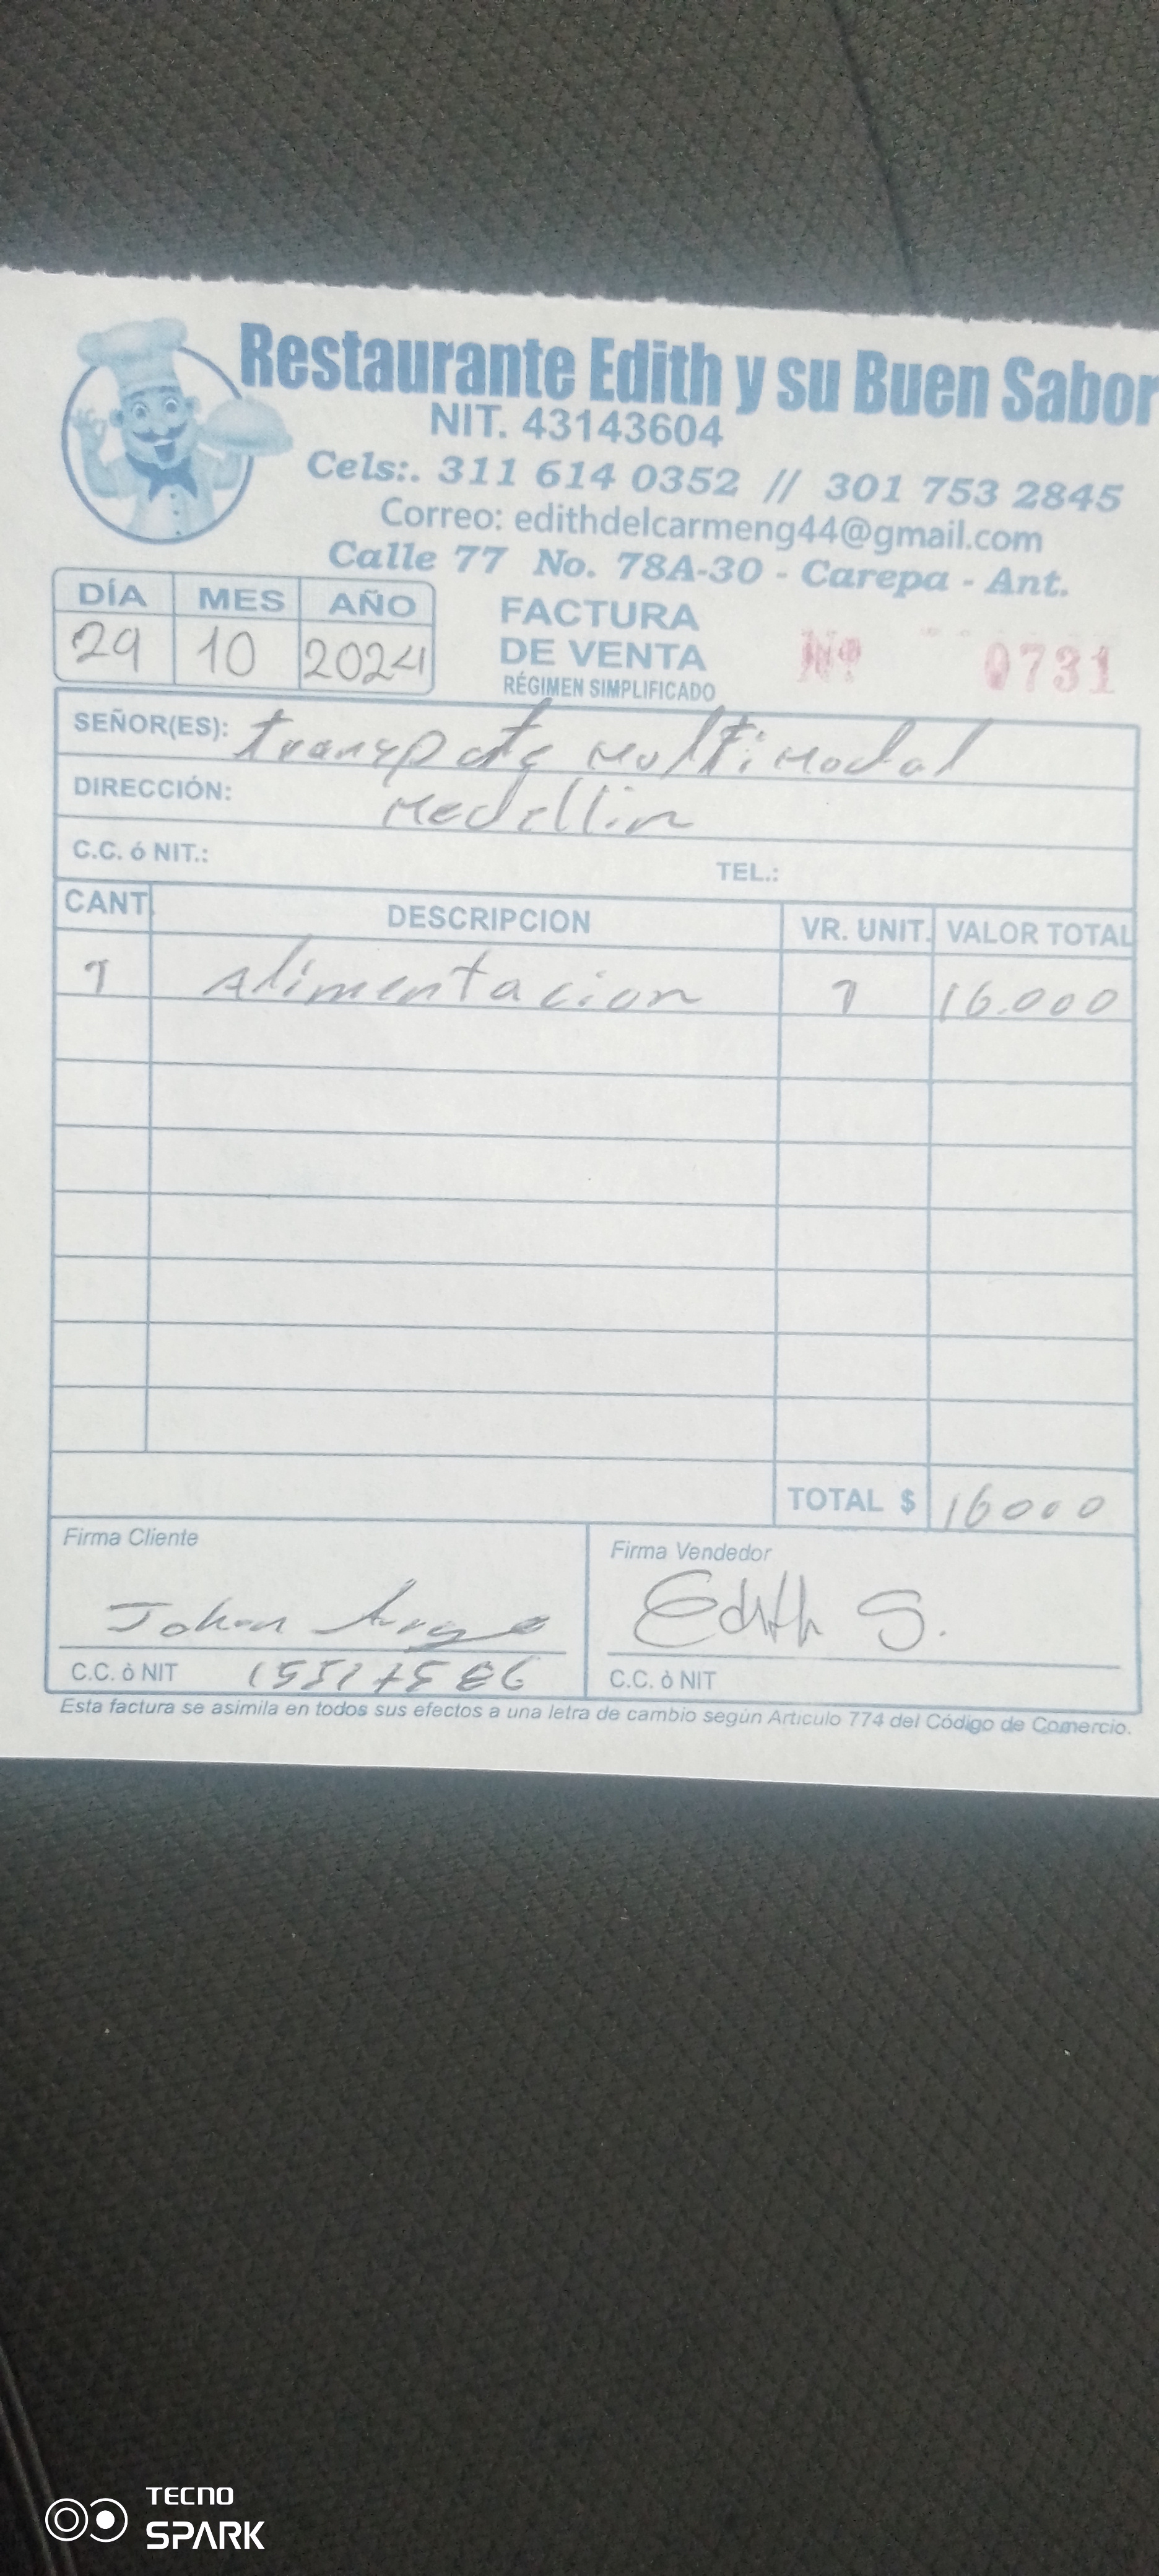 Restaurante Edith y su Buen Sabor
NIT. 43143604
Cels:. 311 614 0352 // 301 753 2845
Correo: edithdelcarmeng44@gmail.com
Calle 77 No. 78A-30 - Carepa - Ant.
DÍA MES AÑO
29 10 2024
FACTURA
DE VENTA
RÉGIMEN SIMPLIFICADO
Nº 0731
SEÑOR(ES): transpote multimodal
DIRECCIÓN: Medellin
C.C. ó NIT.: TEL.:
CANT. DESCRIPCION VR. UNIT. VALOR TOTAL
1 Alimentacion 1 16.000
TOTAL $ 16000
Firma Cliente Firma Vendedor
Johan Edith S.
C.C. ò NIT C.C. ò NIT
Esta factura se asimila en todos sus efectos a una letra de cambio según Articulo 774 del Código de Comercio.
TECNO
SPARK